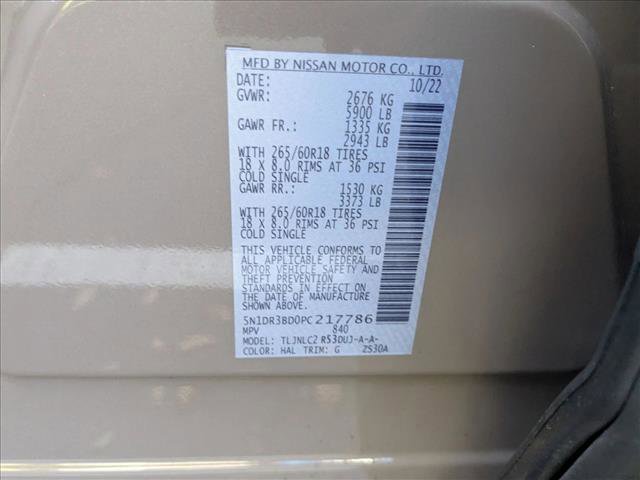 MFD BY NISSAN MOTOR CO., LTD.
DATE: 10/22
GVWR: 2676 KG
5900 LB
GAWR FR.: 1335 KG
2943 LB
WITH 265/60R18 TIRES
18 X 8.0 RIMS AT 36 PSI
COLD SINGLE
GAWR RR.: 1530 KG
3373 LB
WITH 265/60R18 TIRES
18 X 8.0 RIMS AT 36 PSI
COLD SINGLE
THIS VEHICLE CONFORMS TO
ALL APPLICABLE FEDERAL
MOTOR VEHICLE SAFETY AND
THEFT PREVENTION
STANDARDS IN EFFECT ON
THE DATE OF MANUFACTURE
SHOWN ABOVE.
5N1DR3BD0PC217786
MPV 840
MODEL: TLJNLC2 R53DUJ-A-A-
COLOR: HAL TRIM: G ZS30A